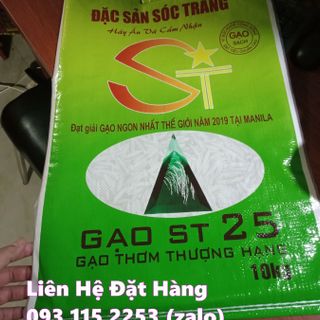 ĐẶC SẢN SÓC TRĂNG
Hãy Ăn Và Cảm Nhận
GẠO
SẠCH
ST
Đạt giải GẠO NGON NHẤT THẾ GIỚI NĂM 2019 TẠI MANILA
GẠO ST 25
GẠO THƠM THƯỢNG HẠNG
10kg
Liên Hệ Đặt Hàng
093 115 2253 (zalo)